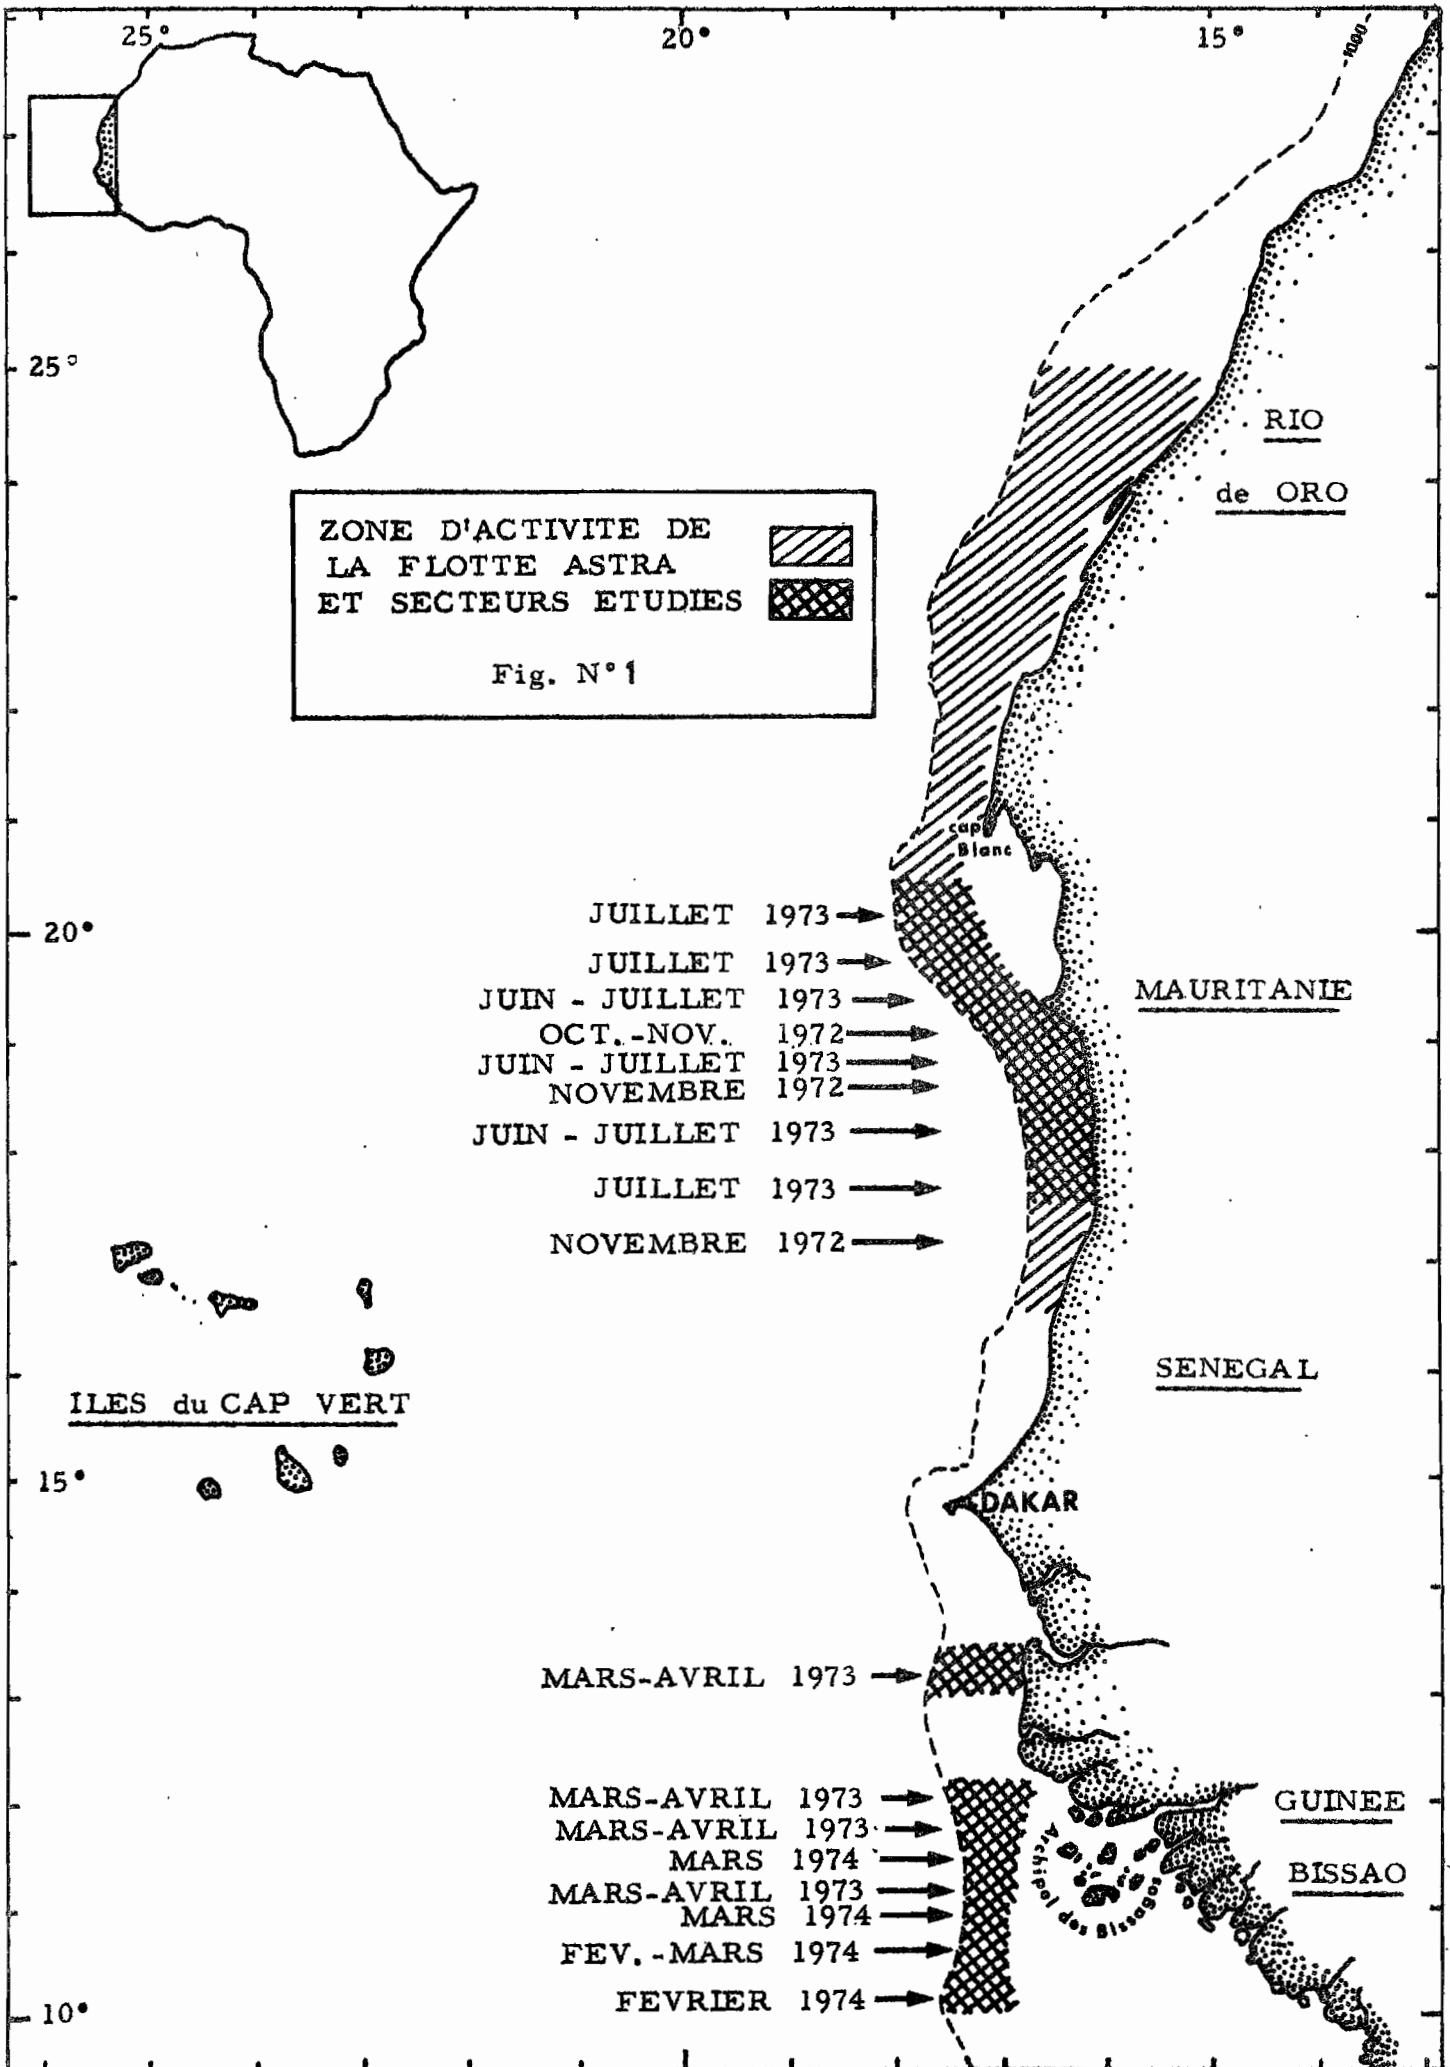 25°
20°
15°
1000
25°
RIO
de ORO
ZONE D'ACTIVITE DE
LA FLOTTE ASTRA
ET SECTEURS ETUDIES
Fig. N° 1
cap
Blanc
JUILLET 1973
20°
JUILLET 1973
MAURITANIE
JUIN - JUILLET 1973
OCT.-NOV. 1972
JUIN - JUILLET 1973
NOVEMBRE 1972
JUIN - JUILLET 1973
JUILLET 1973
NOVEMBRE 1972
SENEGAL
ILES du CAP VERT
15°
DAKAR
MARS-AVRIL 1973
MARS-AVRIL 1973
GUINEE
MARS-AVRIL 1973
MARS 1974
BISSAO
Archipel des Bissagos
MARS-AVRIL 1973
MARS 1974
FEV.-MARS 1974
FEVRIER 1974
10°